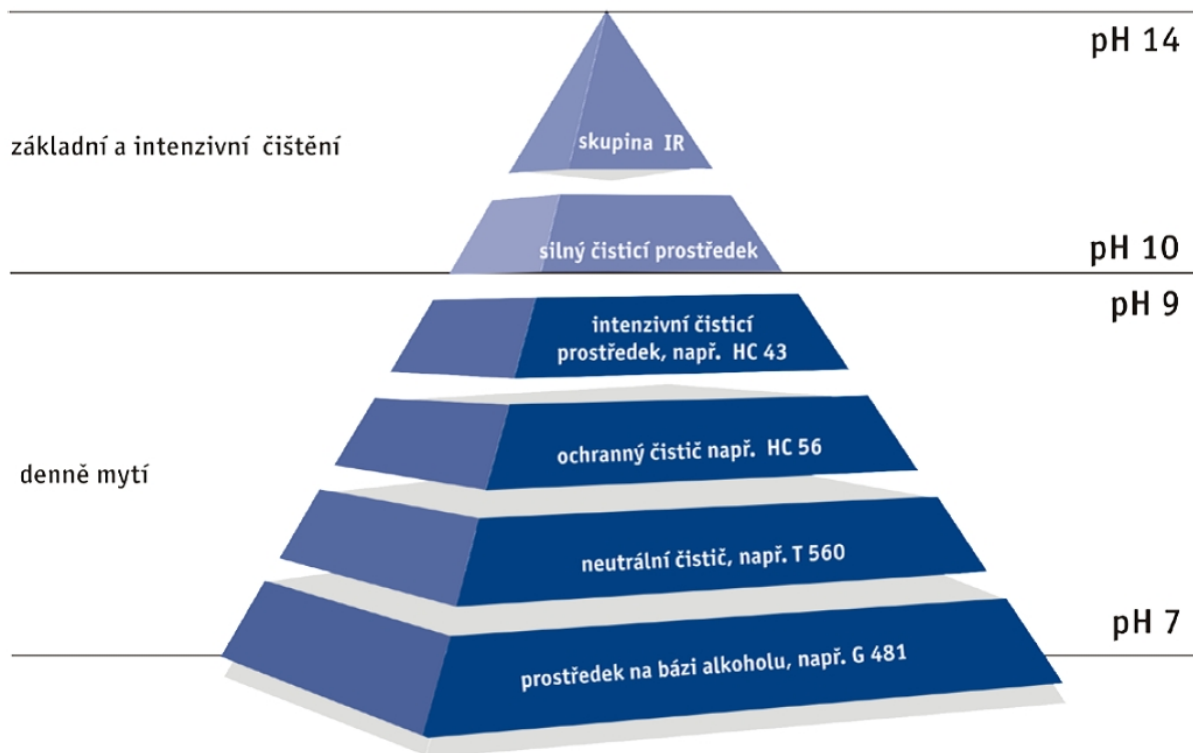 pH 14
základní a intenzivní čištění
skupina IR
silný čisticí prostředek
pH 10
pH 9
intenzivní čisticí
prostředek, např. HC 43
ochranný čistič např. HC 56
denně mytí
neutrální čistič, např. T 560
pH 7
prostředek na bázi alkoholu, např. G 481